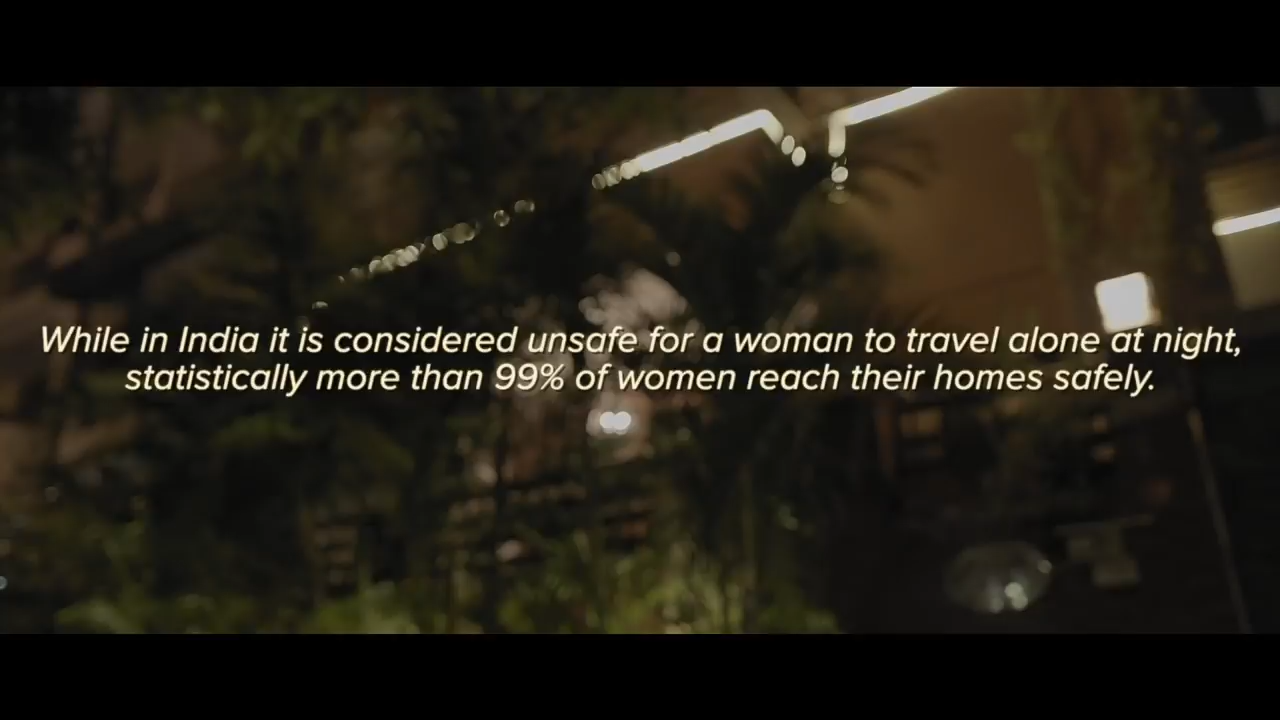 While in India it is considered unsafe for a woman to travel alone at night,
statistically more than 99% of women reach their homes safely.